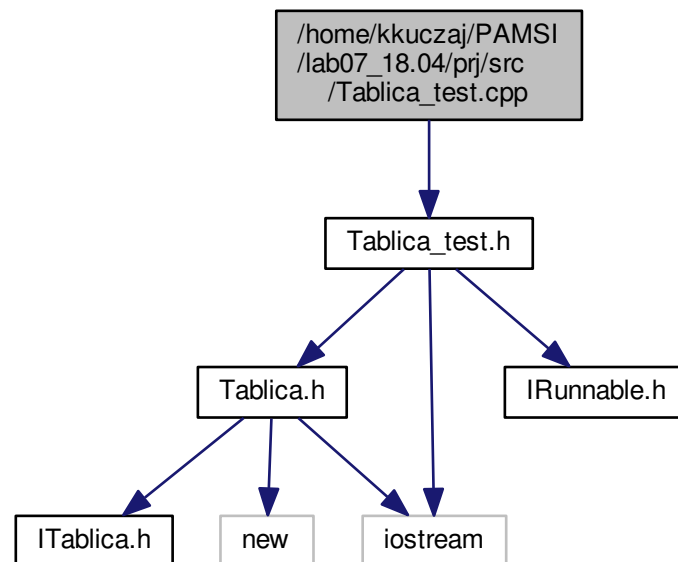 /home/kkuczaj/PAMSI
/lab07_18.04/prj/src
/Tablica_test.cpp
Tablica_test.h
Tablica.h
IRunnable.h
ITablica.h
new
iostream